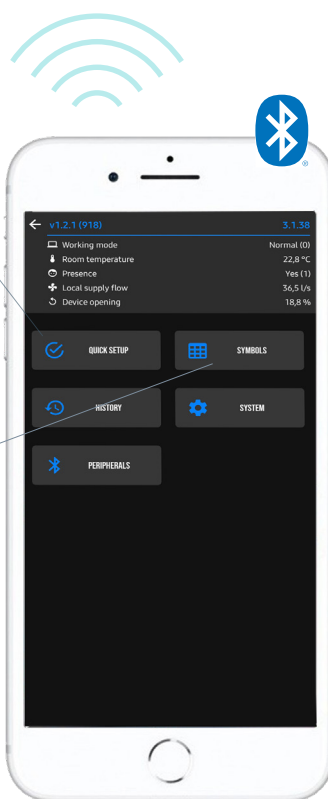 v1.2.1 (918) 3.1.38
Working mode Normal (0)
Room temperature 22,8 °C
Presence Yes (1)
Local supply flow 36,5 l/s
Device opening 18,8 %
QUICK SETUP SYMBOLS
HISTORY SYSTEM
PERIPHERALS
®